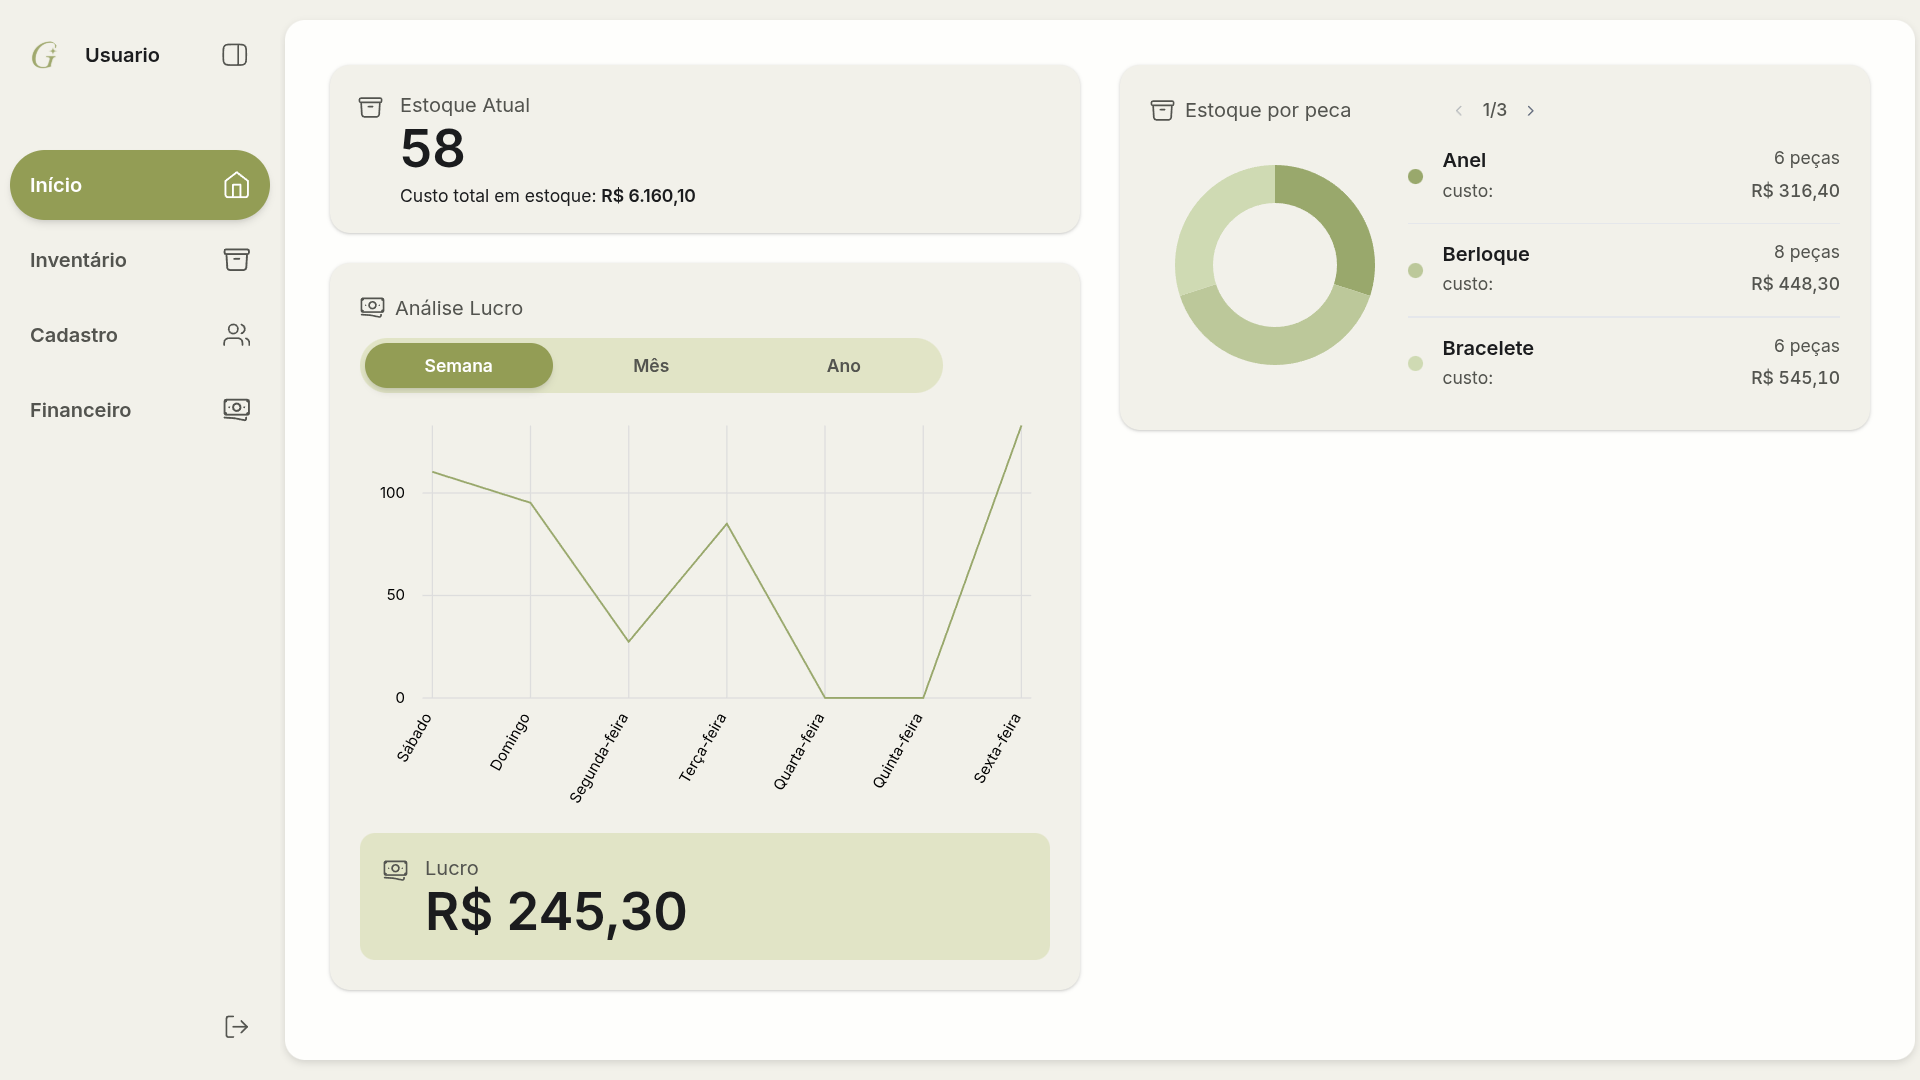 G Usuario
Início
Inventário
Cadastro
Financeiro
Estoque Atual
58
Custo total em estoque: R$ 6.160,10
Análise Lucro
Semana Mês Ano
100
50
0
Sábado Domingo Segunda-feira Terça-feira Quarta-feira Quinta-feira Sexta-feira
Lucro
R$ 245,30
Estoque por peca 1/3
Anel 6 peças
custo: R$ 316,40
Berloque 8 peças
custo: R$ 448,30
Bracelete 6 peças
custo: R$ 545,10